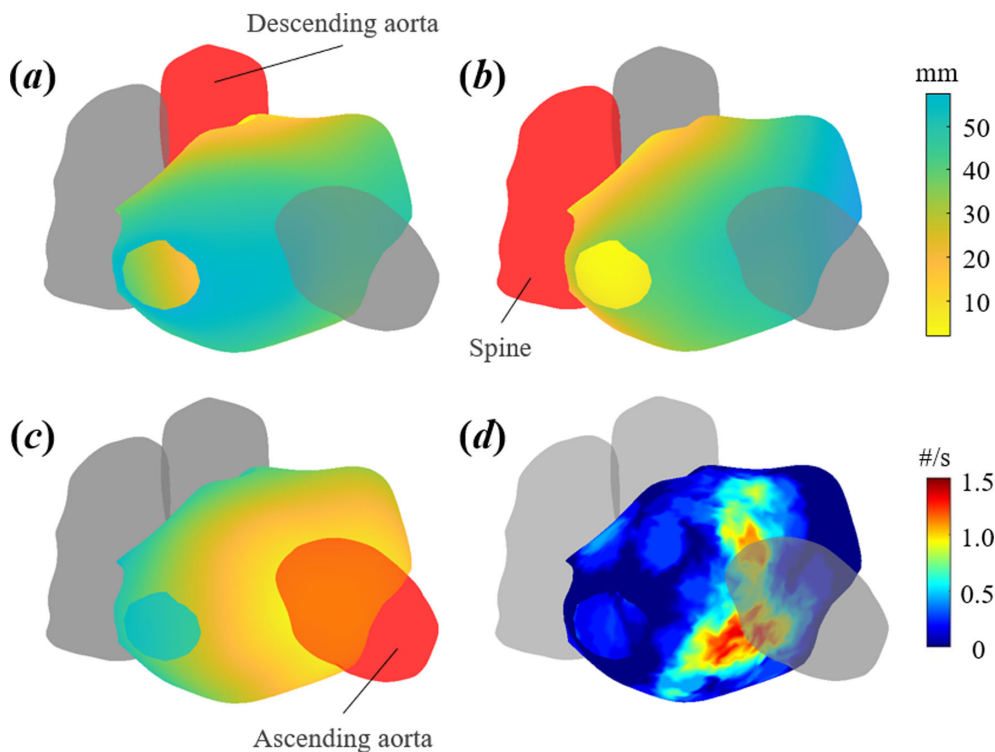 Descending aorta
(a)
(b)
mm
50
40
30
20
10
Spine
(c)
(d)
#/s
1.5
1.0
0.5
0
Ascending aorta